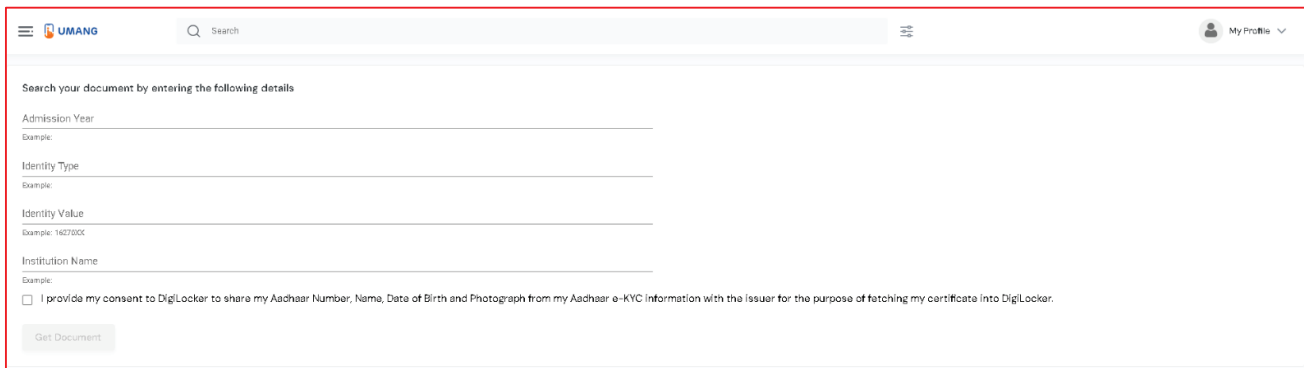 UMANG
Search
My Profile
Search your document by entering the following details
Admission Year
Example:
Identity Type
Example:
Identity Value
Example: 16270XX
Institution Name
Example:
I provide my consent to DigiLocker to share my Aadhaar Number, Name, Date of Birth and Photograph from my Aadhaar e-KYC information with the issuer for the purpose of fetching my certificate into DigiLocker.
Get Document